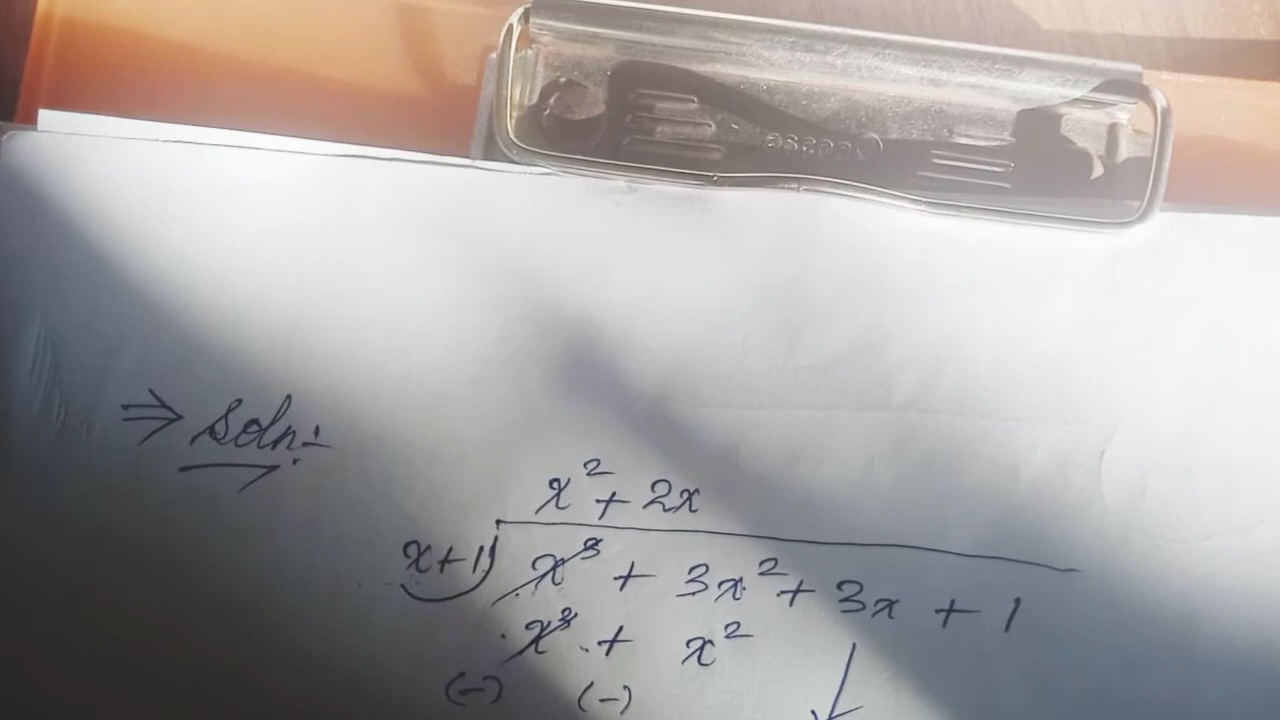 ⇒ Soln:-
x² + 2x
x+1) x³ + 3x² + 3x + 1
x³ + x²
(-) (-)